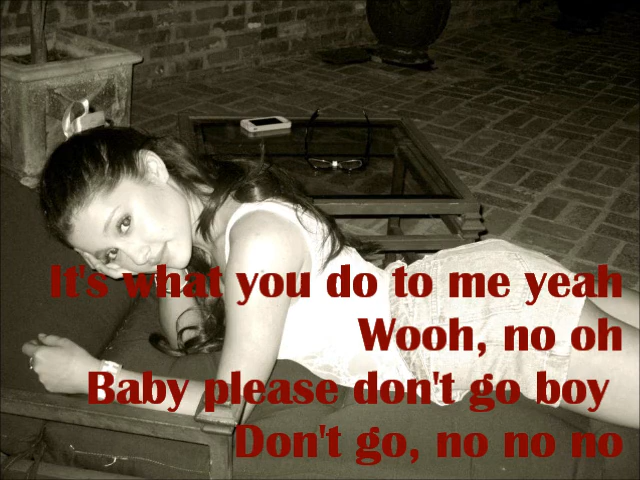 It's what you do to me yeah
Wooh, no oh
Baby please don't go boy
Don't go, no no no